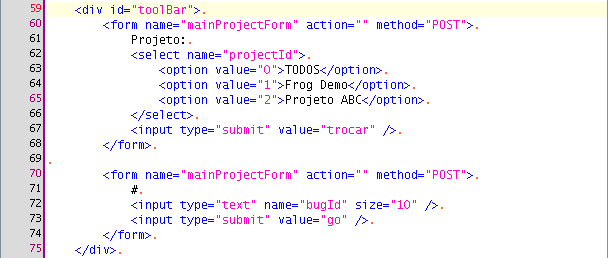 59 <div id="toolBar">.
60 <form name="mainProjectForm" action="" method="POST">.
61 Projeto:.
62 <select name="projectId">.
63 <option value="0">TODOS</option>.
64 <option value="1">Frog Demo</option>.
65 <option value="2">Projeto ABC</option>.
66 </select>.
67 <input type="submit" value="trocar" />.
68 </form>.
69 .
70 <form name="mainProjectForm" action="" method="POST">.
71 #.
72 <input type="text" name="bugId" size="10" />.
73 <input type="submit" value="go" />.
74 </form>.
75 </div>.